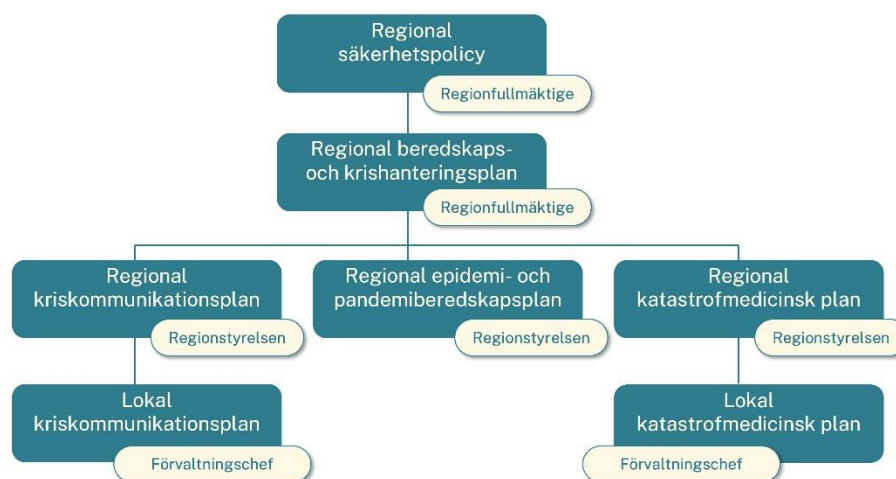 Regional
säkerhetspolicy
Regionfullmäktige
Regional beredskaps-
och krishanteringsplan
Regionfullmäktige
Regional
kriskommunikationsplan
Regionstyrelsen
Regional epidemi- och
pandemiberedskapsplan
Regionstyrelsen
Regional
katastrofmedicinsk plan
Regionstyrelsen
Lokal
kriskommunikationsplan
Förvaltningschef
Lokal
katastrofmedicinsk plan
Förvaltningschef